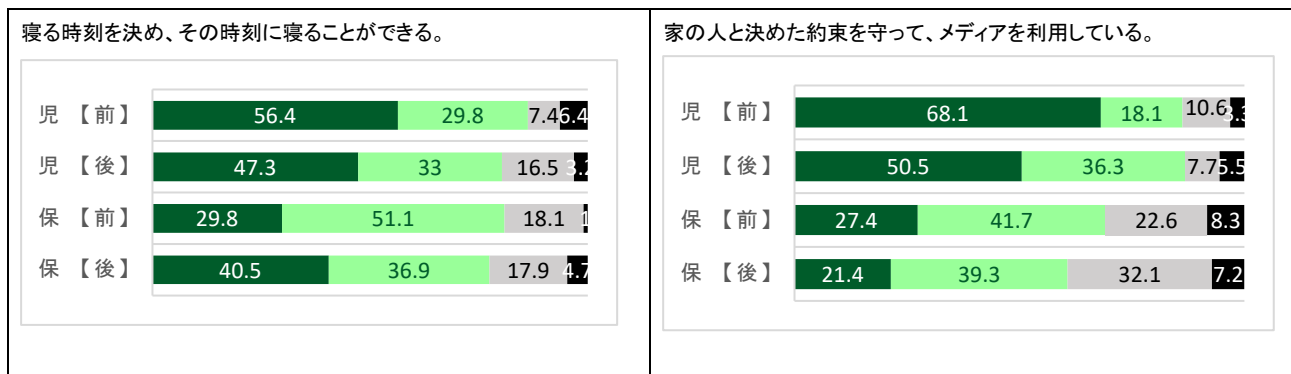 寝る時刻を決め、その時刻に寝ることができる。
児 【前】 56.4 29.8 7.4 6.4
児 【後】 47.3 33 16.5 3.2
保 【前】 29.8 51.1 18.1 1
保 【後】 40.5 36.9 17.9 4.7
家の人と決めた約束を守って、メディアを利用している。
児 【前】 68.1 18.1 10.6 3.3
児 【後】 50.5 36.3 7.7 5.5
保 【前】 27.4 41.7 22.6 8.3
保 【後】 21.4 39.3 32.1 7.2